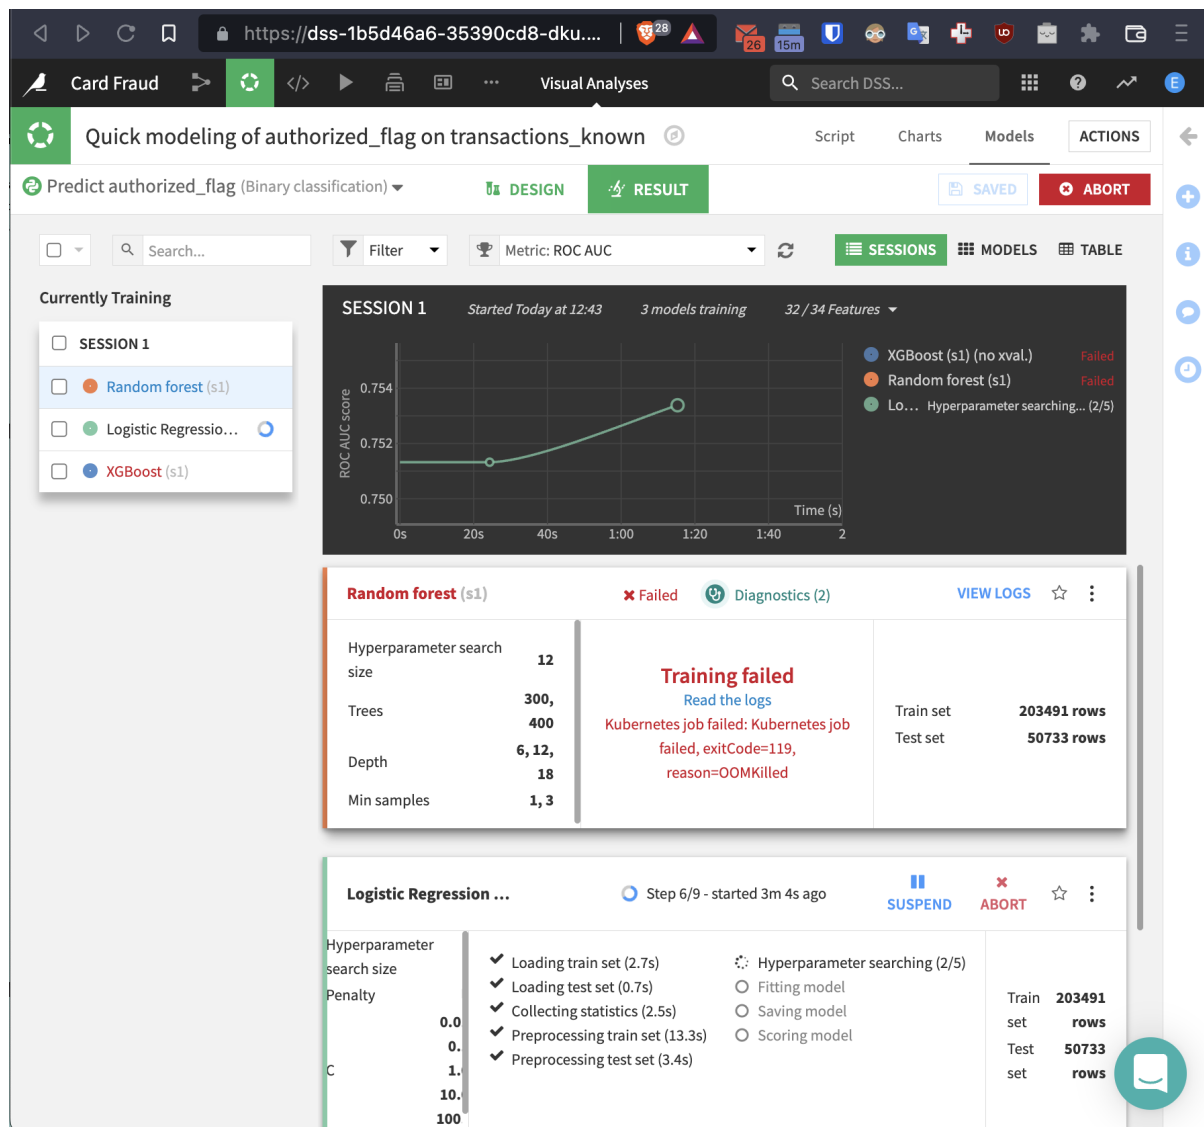 https://dss-1b5d46a6-35390cd8-dku....
28
26
15m
Card Fraud
Visual Analyses
Search DSS...
E
Quick modeling of authorized_flag on transactions_known
Script
Charts
Models
ACTIONS
Predict authorized_flag (Binary classification)
DESIGN
RESULT
SAVED
ABORT
Search...
Filter
Metric: ROC AUC
SESSIONS
MODELS
TABLE
Currently Training
SESSION 1
Random forest (s1)
Logistic Regressio...
XGBoost (s1)
SESSION 1
Started Today at 12:43
3 models training
32 / 34 Features
ROC AUC score
0.754
0.752
0.750
Time (s)
0s
20s
40s
1:00
1:20
1:40
2
XGBoost (s1) (no xval.)
Failed
Random forest (s1)
Failed
Lo...
Hyperparameter searching... (2/5)
Random forest (s1)
Failed
Diagnostics (2)
VIEW LOGS
Hyperparameter search
size
12
Trees
300,
400
Depth
6, 12,
18
Min samples
1, 3
Training failed
Read the logs
Kubernetes job failed: Kubernetes job
failed, exitCode=119,
reason=OOMKilled
Train set
203491 rows
Test set
50733 rows
Logistic Regression ...
Step 6/9 - started 3m 4s ago
SUSPEND
ABORT
Hyperparameter
search size
Penalty
0.0
0.
C
1.
10.
100
Loading train set (2.7s)
Loading test set (0.7s)
Collecting statistics (2.5s)
Preprocessing train set (13.3s)
Preprocessing test set (3.4s)
Hyperparameter searching (2/5)
Fitting model
Saving model
Scoring model
Train
set
203491
rows
Test
set
50733
rows